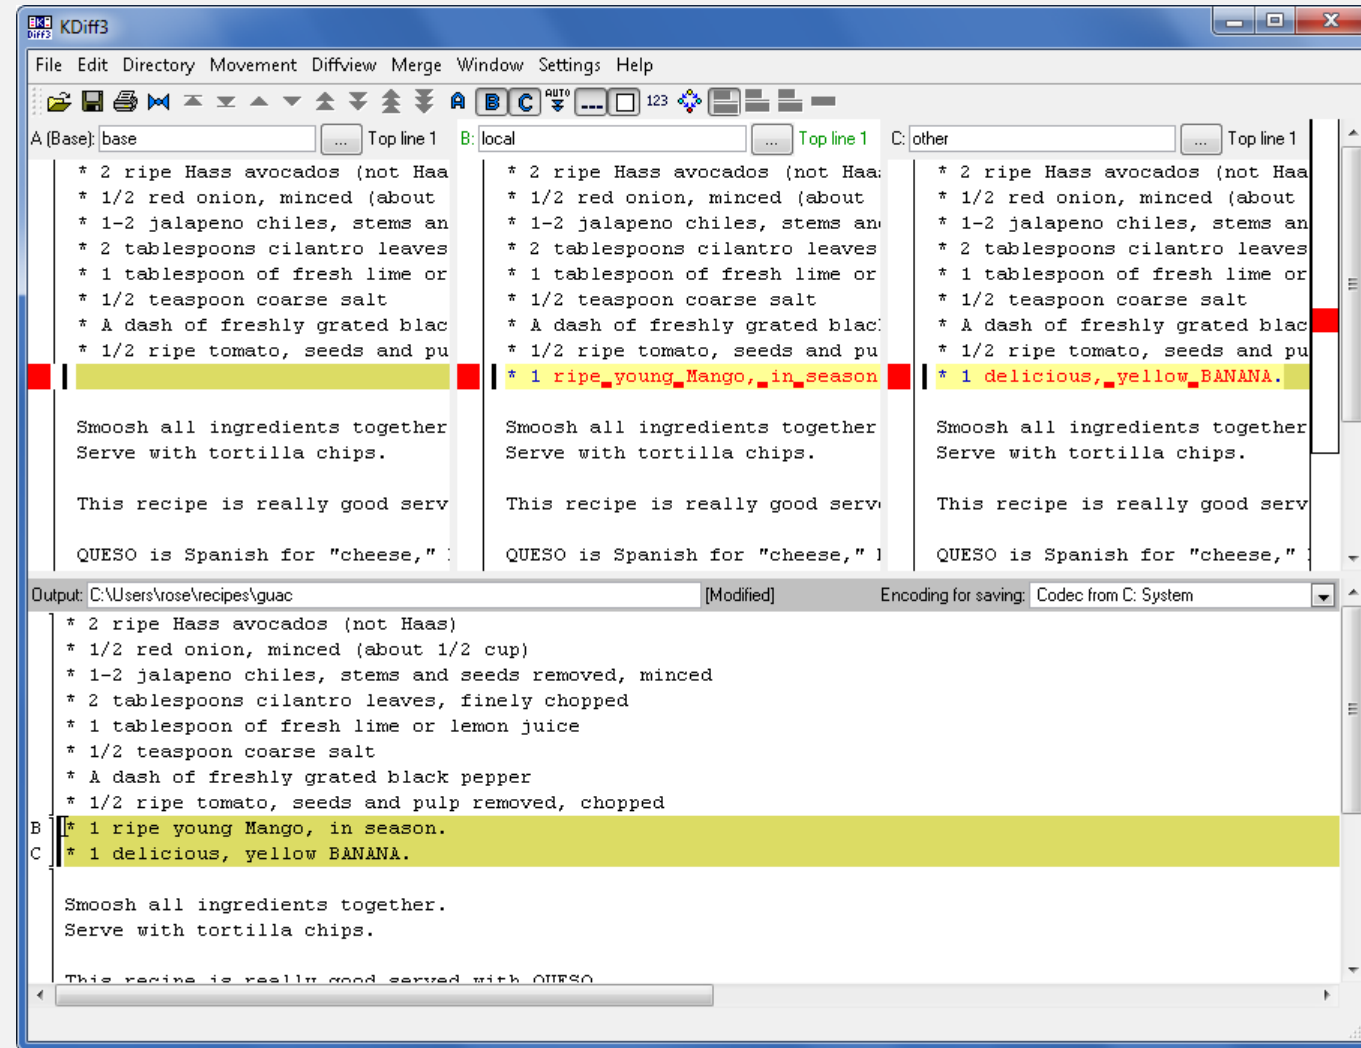 KDiff3
File Edit Directory Movement Diffview Merge Window Settings Help
A B C AUTO 123
A (Base): base ... Top line 1
* 2 ripe Hass avocados (not Haa
* 1/2 red onion, minced (about
* 1-2 jalapeno chiles, stems an
* 2 tablespoons cilantro leaves
* 1 tablespoon of fresh lime or
* 1/2 teaspoon coarse salt
* A dash of freshly grated blac
* 1/2 ripe tomato, seeds and pu
Smoosh all ingredients together
Serve with tortilla chips.
This recipe is really good serv
QUESO is Spanish for "cheese,"
B: local ... Top line 1
* 2 ripe Hass avocados (not Haa
* 1/2 red onion, minced (about
* 1-2 jalapeno chiles, stems an
* 2 tablespoons cilantro leaves
* 1 tablespoon of fresh lime or
* 1/2 teaspoon coarse salt
* A dash of freshly grated blac
* 1/2 ripe tomato, seeds and pu
* 1 ripe_young_Mango,_in_season
Smoosh all ingredients together
Serve with tortilla chips.
This recipe is really good serv
QUESO is Spanish for "cheese,"
C: other ... Top line 1
* 2 ripe Hass avocados (not Haa
* 1/2 red onion, minced (about
* 1-2 jalapeno chiles, stems an
* 2 tablespoons cilantro leaves
* 1 tablespoon of fresh lime or
* 1/2 teaspoon coarse salt
* A dash of freshly grated blac
* 1/2 ripe tomato, seeds and pu
* 1 delicious,_yellow_BANANA.
Smoosh all ingredients together
Serve with tortilla chips.
This recipe is really good serv
QUESO is Spanish for "cheese,"
Output: C:\Users\rose\recipes\guac [Modified] Encoding for saving: Codec from C: System
* 2 ripe Hass avocados (not Haas)
* 1/2 red onion, minced (about 1/2 cup)
* 1-2 jalapeno chiles, stems and seeds removed, minced
* 2 tablespoons cilantro leaves, finely chopped
* 1 tablespoon of fresh lime or lemon juice
* 1/2 teaspoon coarse salt
* A dash of freshly grated black pepper
* 1/2 ripe tomato, seeds and pulp removed, chopped
B * 1 ripe young Mango, in season.
C * 1 delicious, yellow BANANA.
Smoosh all ingredients together.
Serve with tortilla chips.
This recipe is really good served with QUESO